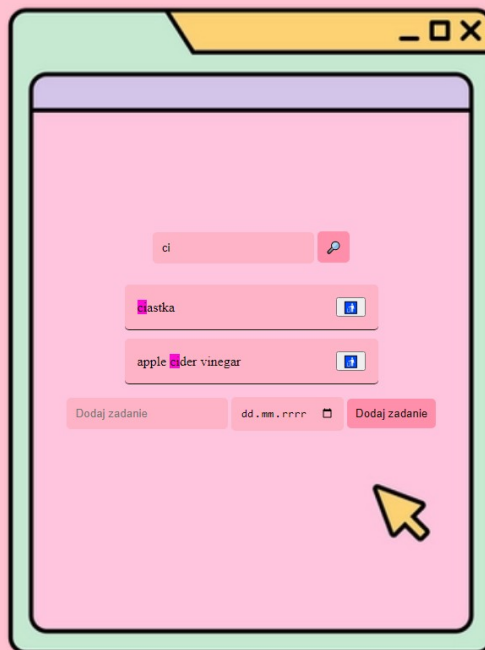 ci
ciastka
apple cider vinegar
Dodaj zadanie dd.mm.rrrr Dodaj zadanie